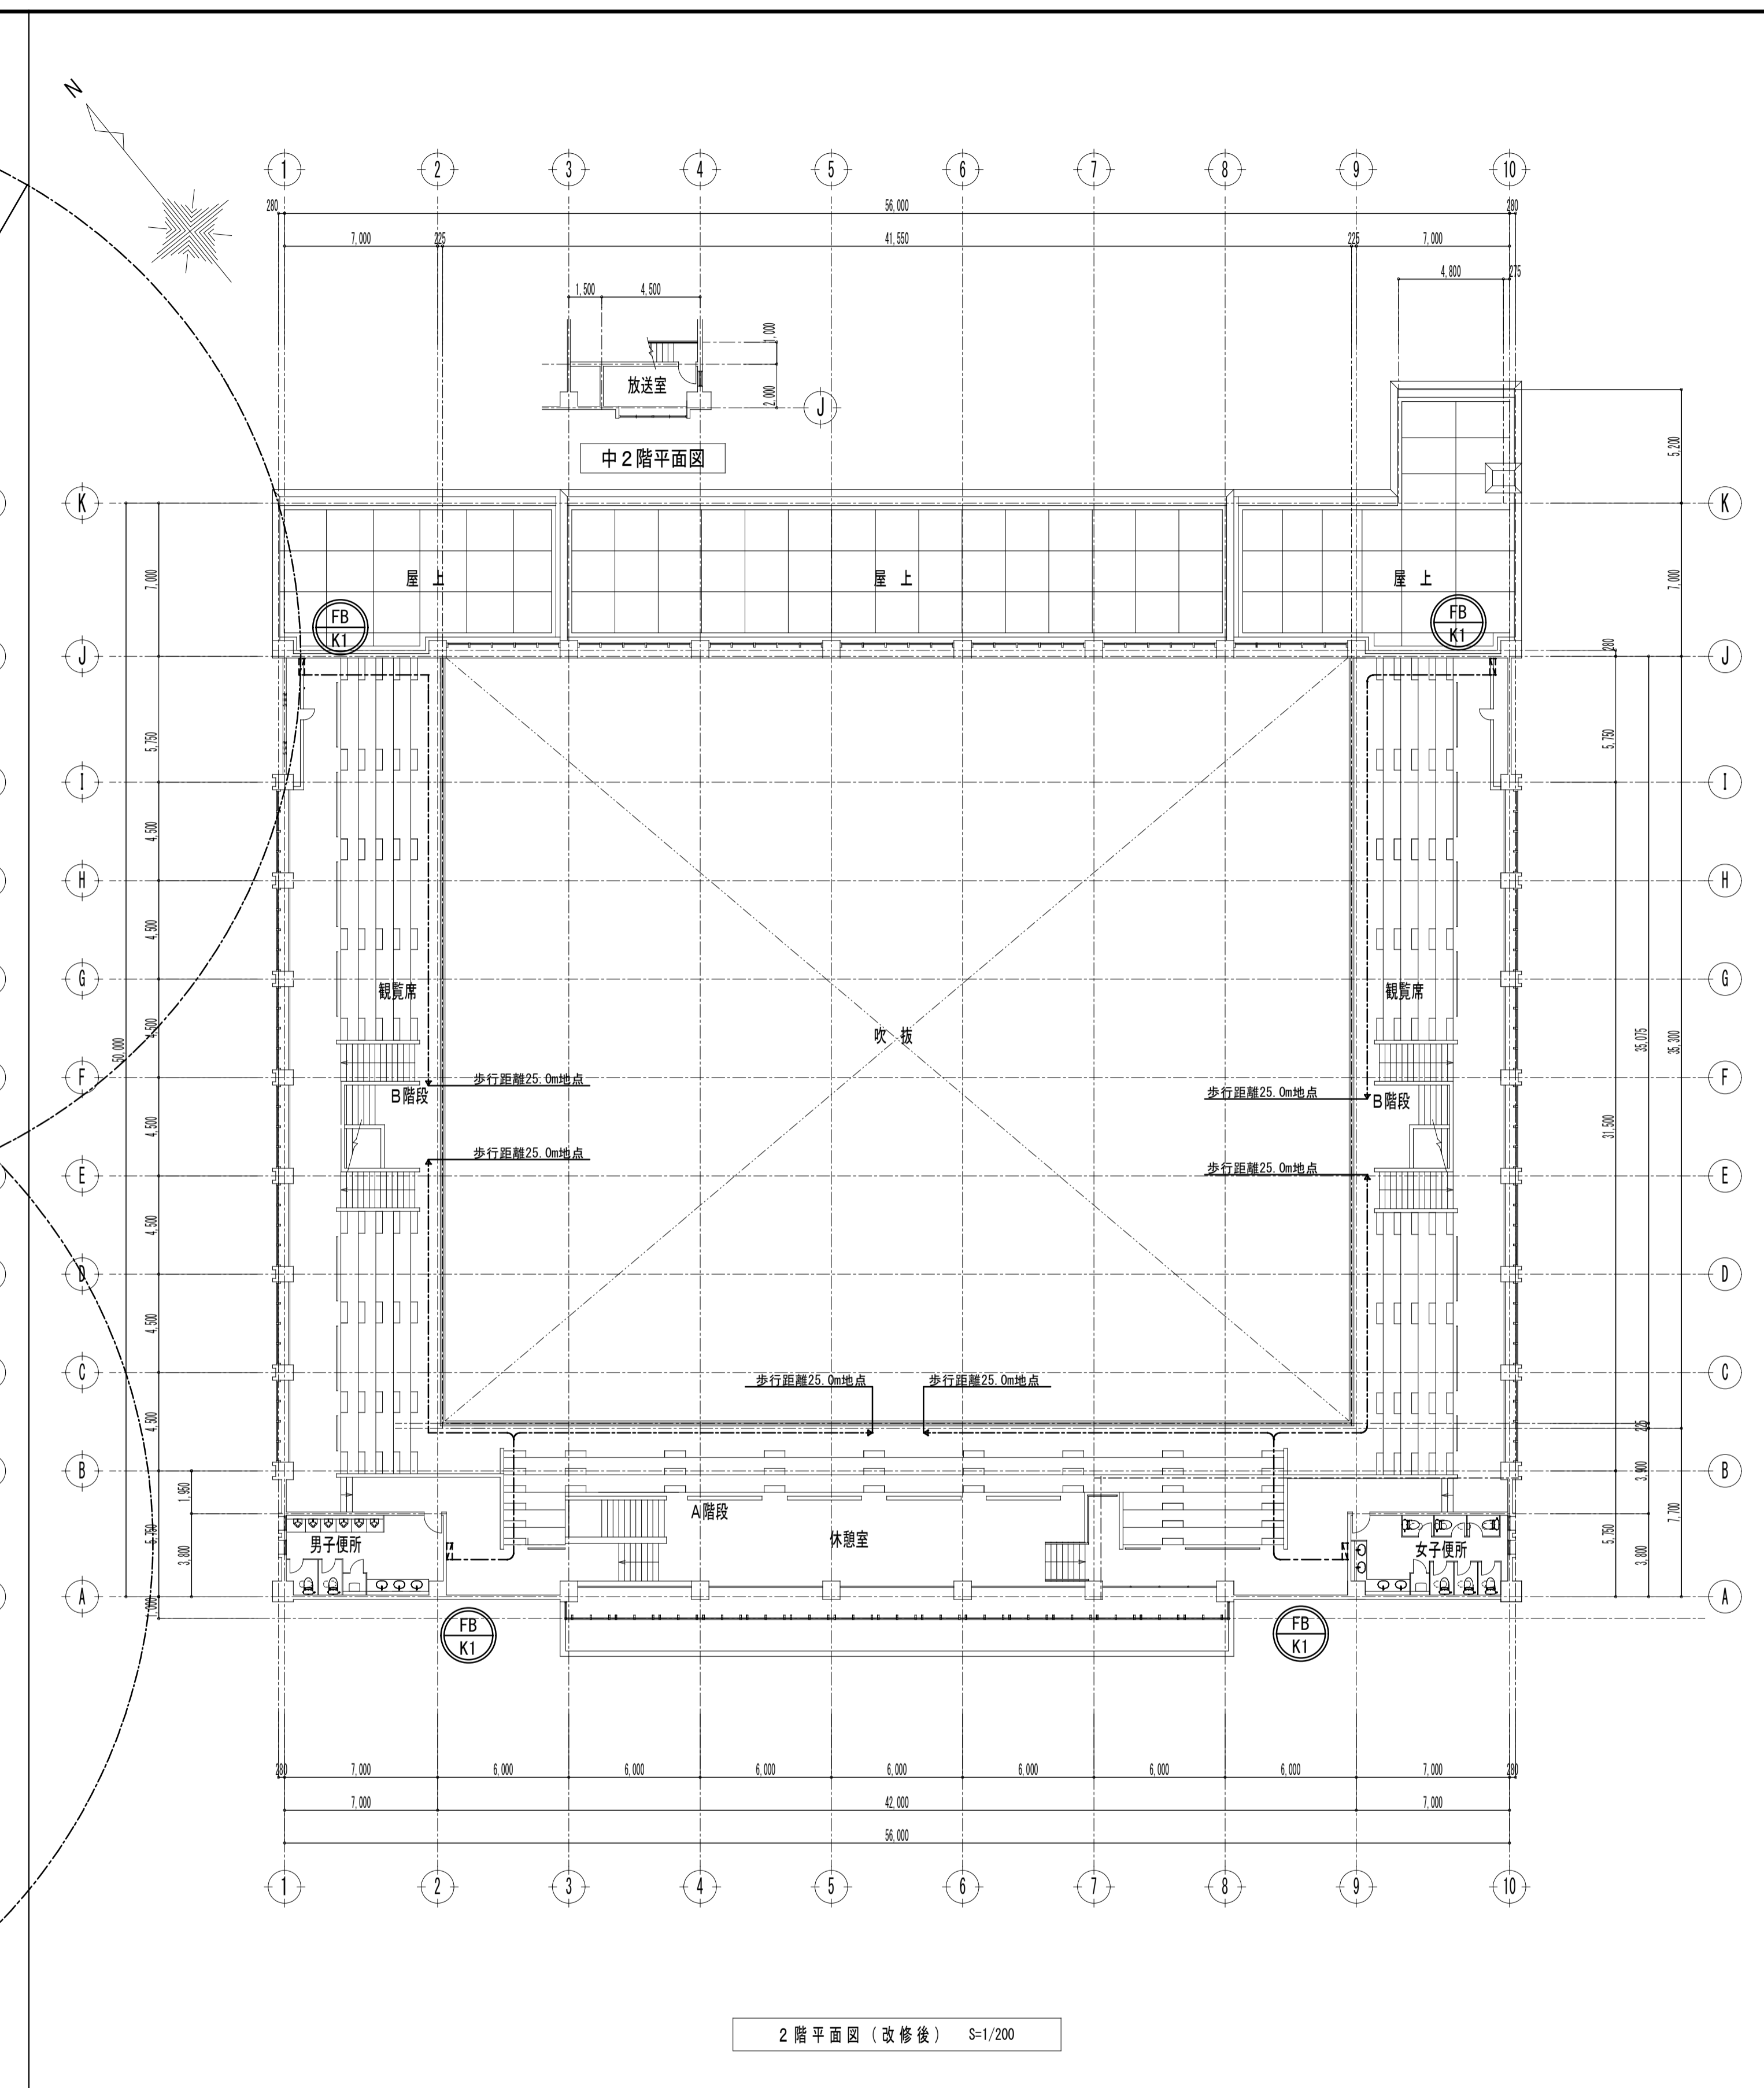 N
1 2 3 4 5 6 7 8 9 10
280 56,000 280
7,000 225 41,550 225 7,000
4,800 275
1,500 4,500
1,000
放送室
2,000
J
中2階平面図
5,200
K K
7,000 屋上 屋上 屋上 7,000
FB
K1
FB
K1
280
J J
5,750 5,750
I I
4,500
H H
4,500
G G
観覧席 観覧席
4,500
吹抜
50,000 35,075 35,300
F F
歩行距離25.0m地点
歩行距離25.0m地点
B階段 B階段
4,500 31,500
歩行距離25.0m地点
歩行距離25.0m地点
E E
4,500
D D
4,500
C C
歩行距離25.0m地点 歩行距離25.0m地点
4,500 225
B B
1,950 3,900
A階段 7,700
男子便所 休憩室 女子便所
5,750 5,750
3,800 3,800
A A
1,000
FB
K1
FB
K1
280 7,000 6,000 6,000 6,000 6,000 6,000 6,000 6,000 7,000 280
7,000 42,000 7,000
56,000
1 2 3 4 5 6 7 8 9 10
2階平面図(改修後) S=1/200